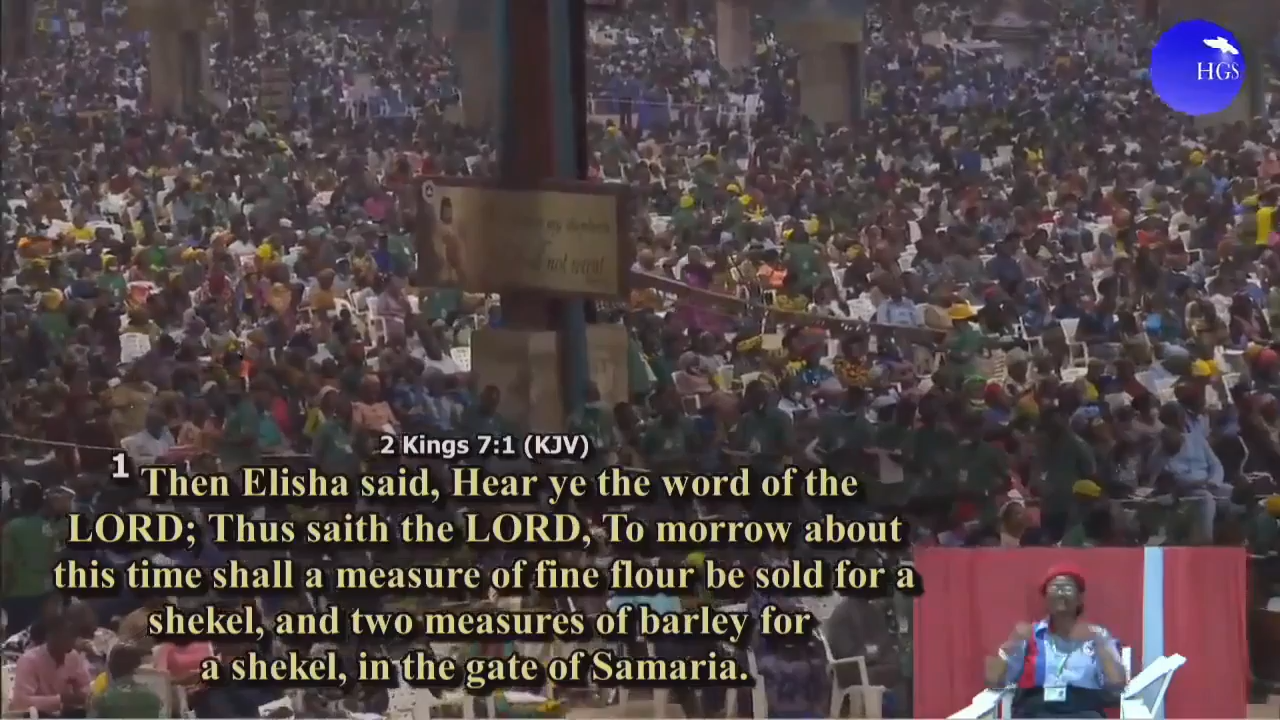 HGS
not want
2 Kings 7:1 (KJV)
1 Then Elisha said, Hear ye the word of the
LORD; Thus saith the LORD, To morrow about
this time shall a measure of fine flour be sold for a
shekel, and two measures of barley for
a shekel, in the gate of Samaria.